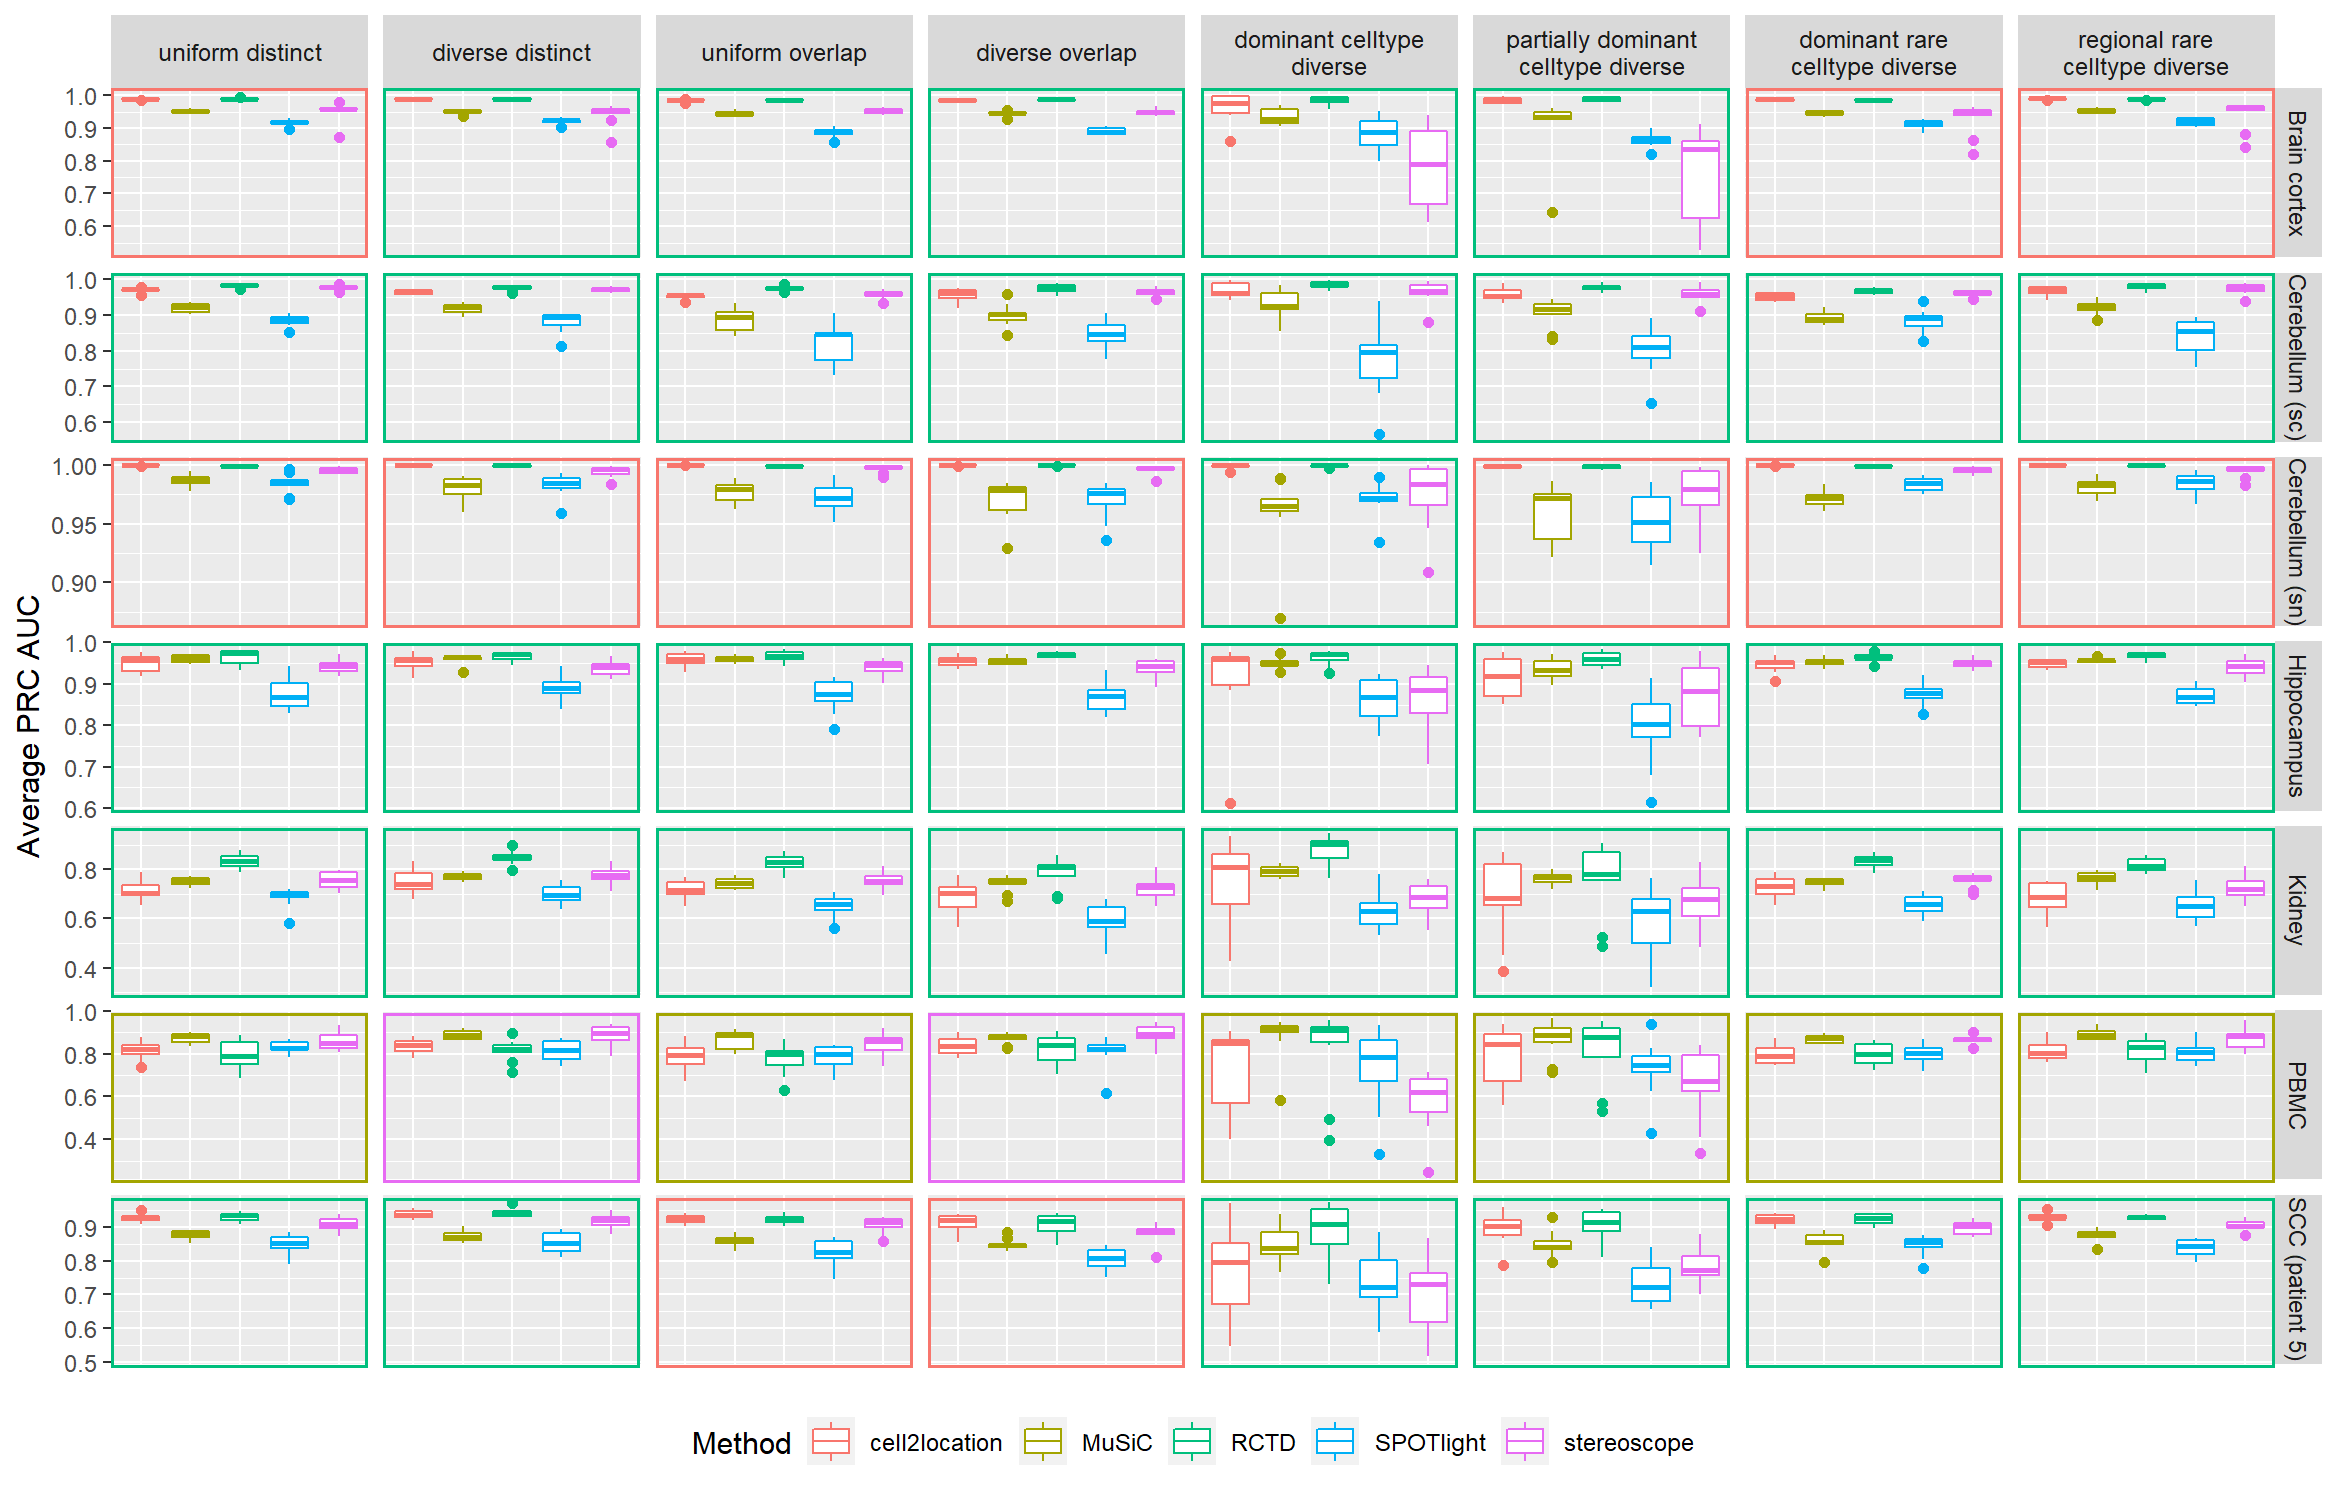 uniform distinct
diverse distinct
uniform overlap
diverse overlap
dominant celltype
diverse
partially dominant
celltype diverse
dominant rare
celltype diverse
regional rare
celltype diverse
1.0
0.9
0.8
0.7
0.6
Brain cortex
1.0
0.9
0.8
0.7
0.6
Cerebellum (sc)
1.00
0.95
0.90
Cerebellum (sn)
1.0
0.9
0.8
0.7
0.6
Hippocampus
0.8
0.6
0.4
Kidney
1.0
0.8
0.6
0.4
PBMC
0.9
0.8
0.7
0.6
0.5
SCC (patient 5)
Average PRC AUC
Method
cell2location
MuSiC
RCTD
SPOTlight
stereoscope